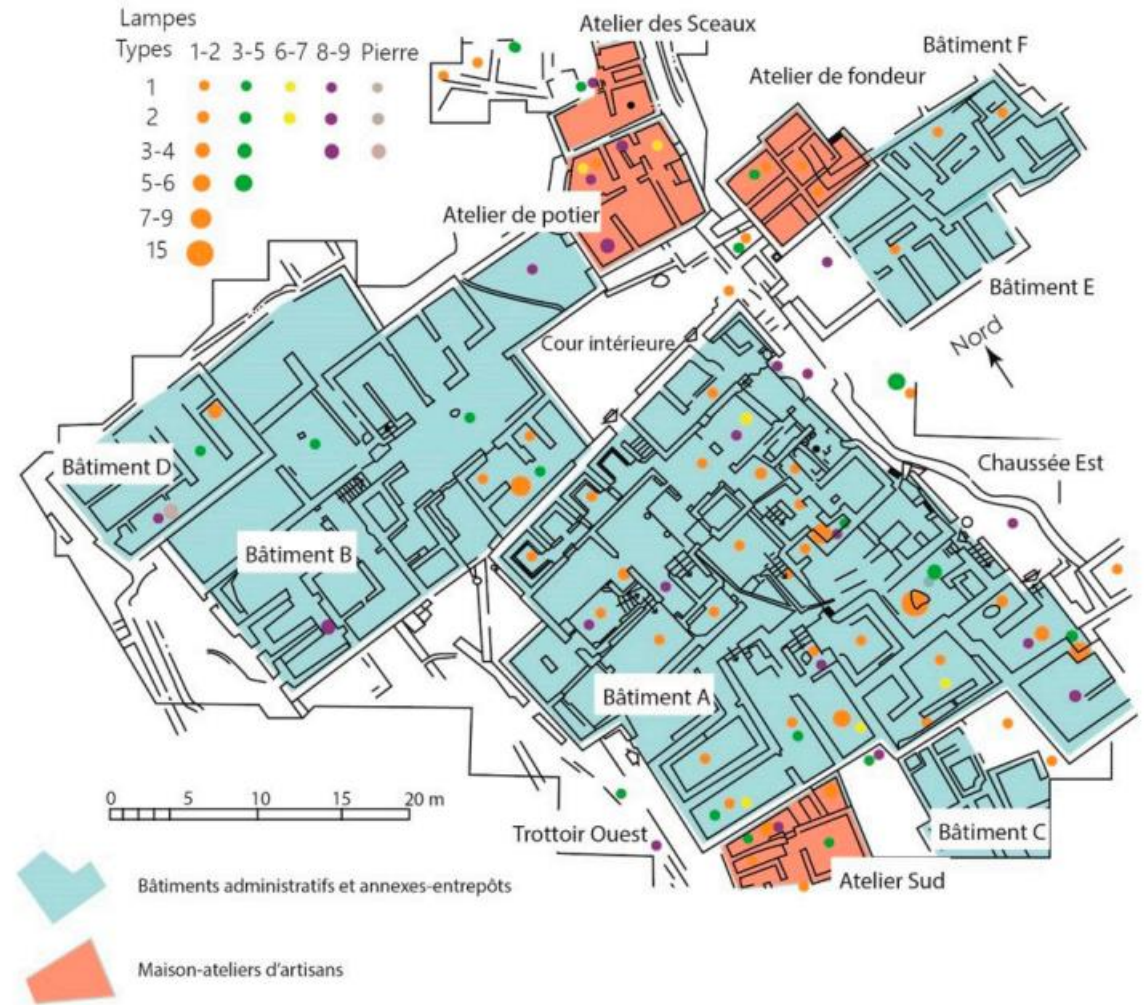 Lampes
Types 1-2 3-5 6-7 8-9 Pierre
1
2
3-4
5-6
7-9
15
Atelier des Sceaux
Bâtiment F
Atelier de fondeur
Atelier de potier
Bâtiment E
Nord
Cour intérieure
Chaussée Est
Bâtiment D
Bâtiment B
Bâtiment A
0 5 10 15 20 m
Trottoir Ouest
Bâtiment C
Atelier Sud
Bâtiments administratifs et annexes-entrepôts
Maison-ateliers d'artisans